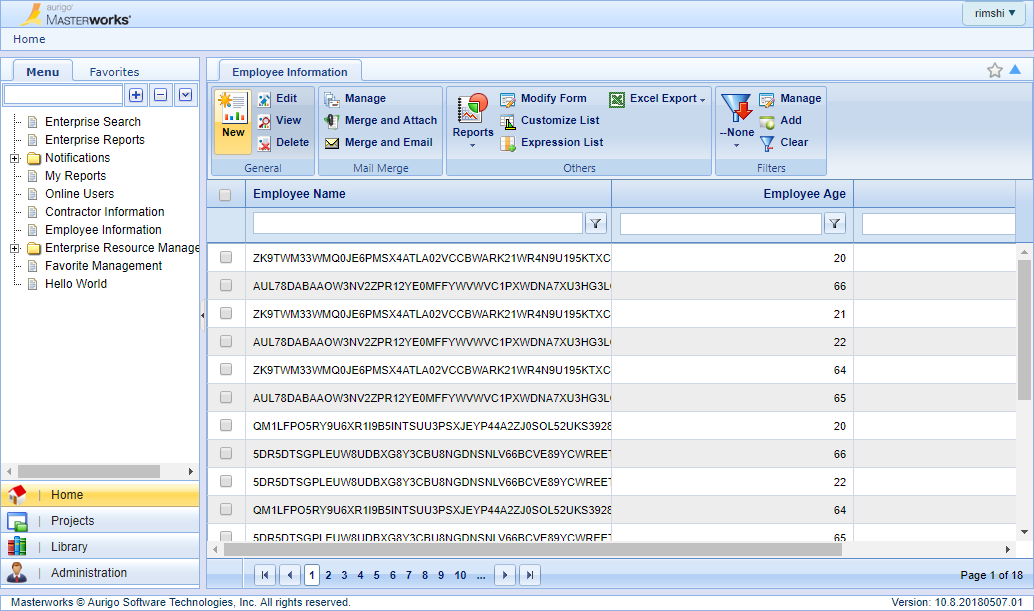 aurigo
MASTERWORKS'
rimshi
Home
Menu
Favorites
Employee Information
Enterprise Search
Enterprise Reports
Notifications
My Reports
Online Users
Contractor Information
Employee Information
Enterprise Resource Manage
Favorite Management
Hello World
New
Edit
View
Delete
General
Manage
Merge and Attach
Merge and Email
Mail Merge
Reports
Modify Form
Customize List
Expression List
Excel Export
Others
--None
Manage
Add
Clear
Filters
Employee Name Employee Age
ZK9TWM33WMQ0JE6PMSX4ATLA02VCCBWARK21WR4N9U195KTXC 20
AUL78DABAAOW3NV2ZPR12YE0MFFYWVWVC1PXWDNA7XU3HG3L 66
ZK9TWM33WMQ0JE6PMSX4ATLA02VCCBWARK21WR4N9U195KTXC 21
AUL78DABAAOW3NV2ZPR12YE0MFFYWVWVC1PXWDNA7XU3HG3L 22
ZK9TWM33WMQ0JE6PMSX4ATLA02VCCBWARK21WR4N9U195KTXC 64
AUL78DABAAOW3NV2ZPR12YE0MFFYWVWVC1PXWDNA7XU3HG3L 65
QM1LFPO5RY9U6XR1I9B5INTSUU3PSXJEYP44A2ZJ0SOL52UKS3928 20
5DR5DTSGPLEUW8UDBXG8Y3CBU8NGDNSNLV66BCVE89YCWREET 66
5DR5DTSGPLEUW8UDBXG8Y3CBU8NGDNSNLV66BCVE89YCWREET 22
QM1LFPO5RY9U6XR1I9B5INTSUU3PSXJEYP44A2ZJ0SOL52UKS3928 64
5DR5DTSGPLEUW8UDBXG8Y3CBU8NGDNSNLV66BCVE89YCWREET 65
Home
Projects
Library
Administration
1 2 3 4 5 6 7 8 9 10 ...
Page 1 of 18
Masterworks © Aurigo Software Technologies, Inc. All rights reserved.
Version: 10.8.20180507.01